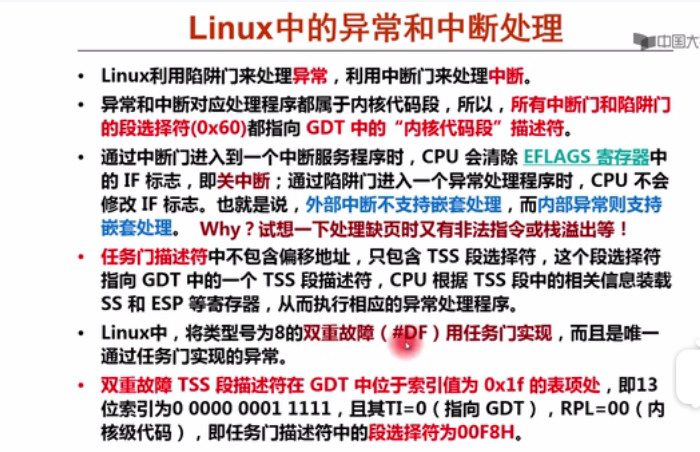 Linux中的异常和中断处理
中国大
• Linux利用陷阱门来处理异常，利用中断门来处理中断。
• 异常和中断对应处理程序都属于内核代码段，所以，所有中断门和陷阱门
的段选择符(0x60)都指向 GDT 中的“内核代码段”描述符。
• 通过中断门进入到一个中断服务程序时，CPU 会清除 EFLAGS 寄存器中
的 IF 标志，即关中断；通过陷阱门进入一个异常处理程序时，CPU 不会
修改 IF 标志。也就是说，外部中断不支持嵌套处理，而内部异常则支持
嵌套处理。 Why？试想一下处理缺页时又有非法指令或栈溢出等！
• 任务门描述符中不包含偏移地址，只包含 TSS 段选择符，这个段选择符
指向 GDT 中的一个 TSS 段描述符，CPU 根据 TSS 段中的相关信息装载
SS 和 ESP 等寄存器，从而执行相应的异常处理程序。
• Linux中，将类型号为8的双重故障（#DF）用任务门实现，而且是唯一
通过任务门实现的异常。
• 双重故障 TSS 段描述符在 GDT 中位于索引值为 0x1f 的表项处，即13
位索引为0 0000 0001 1111，且其TI=0（指向 GDT），RPL=00（内
核级代码），即任务门描述符中的段选择符为00F8H。